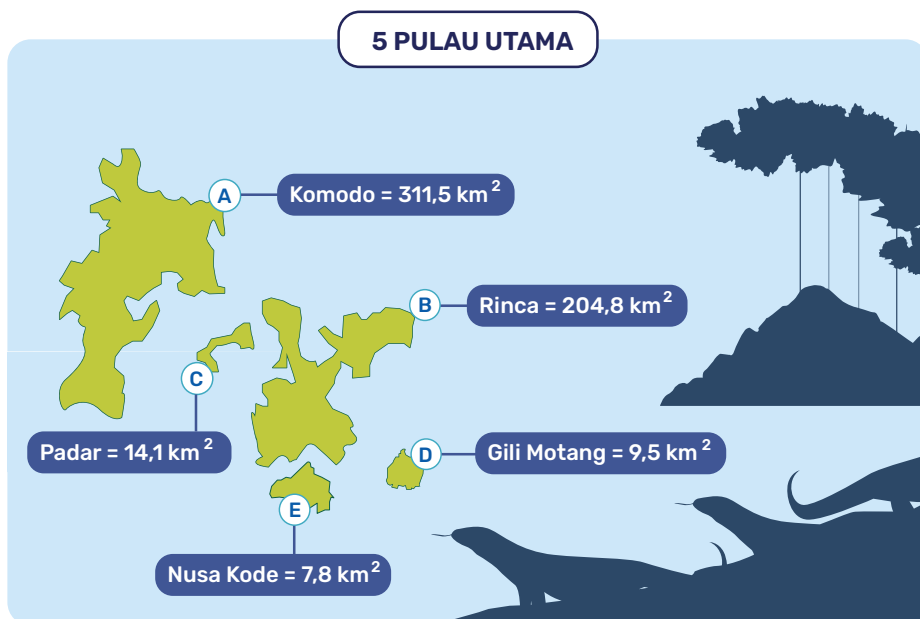 5 PULAU UTAMA
A
Komodo = 311,5 km²
B
Rinca = 204,8 km²
C
Padar = 14,1 km²
D
Gili Motang = 9,5 km²
E
Nusa Kode = 7,8 km²